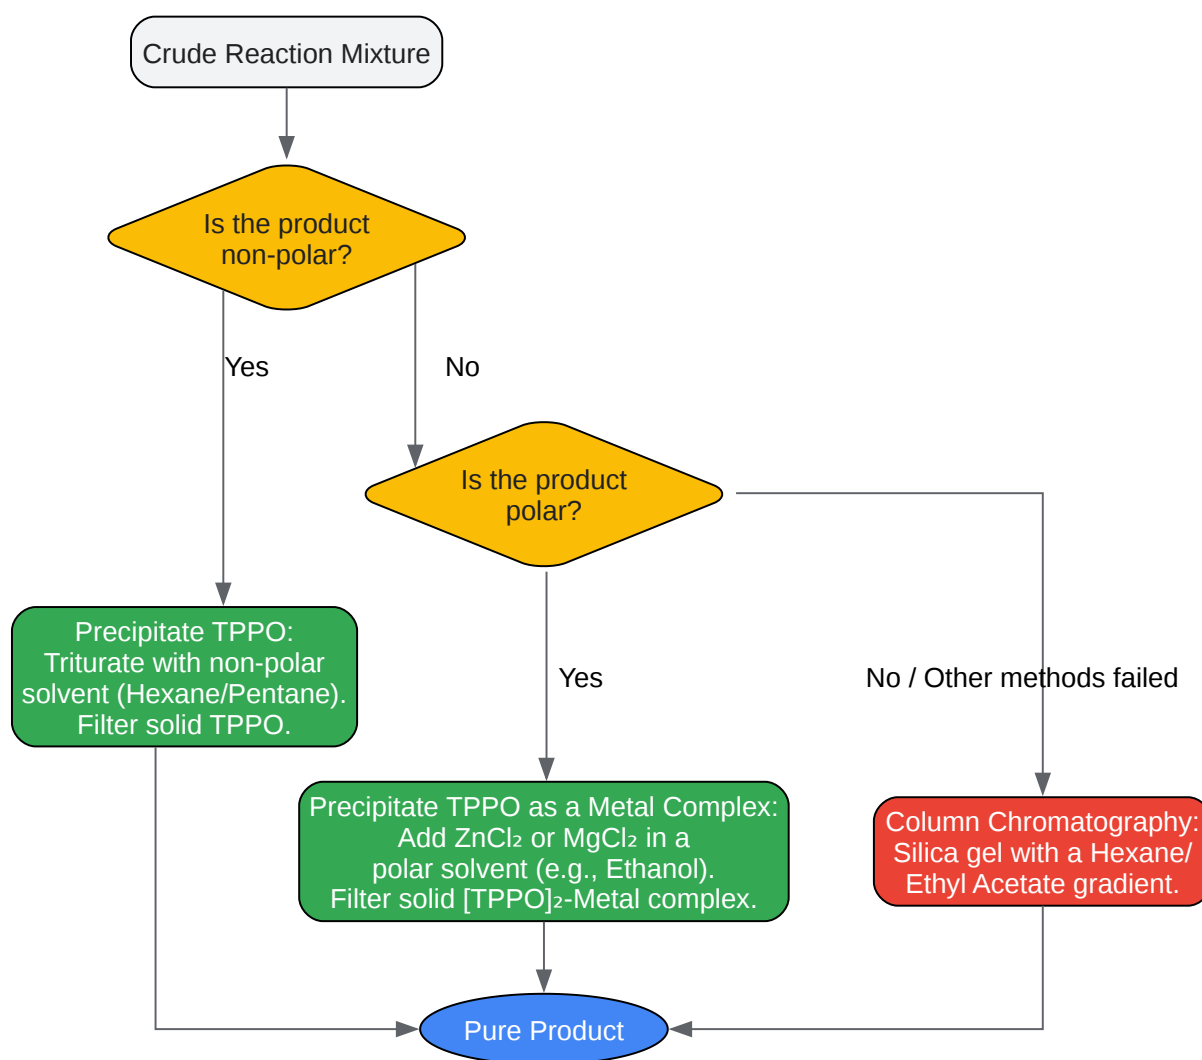 Crude Reaction Mixture
Is the product
non-polar?
Yes
No
Is the product
polar?
Precipitate TPPO:
Triturate with non-polar
solvent (Hexane/Pentane).
Filter solid TPPO.
Yes
No / Other methods failed
Precipitate TPPO as a Metal Complex:
Add ZnCl₂ or MgCl₂ in a
polar solvent (e.g., Ethanol).
Filter solid [TPPO]₂-Metal complex.
Column Chromatography:
Silica gel with a Hexane/
Ethyl Acetate gradient.
Pure Product